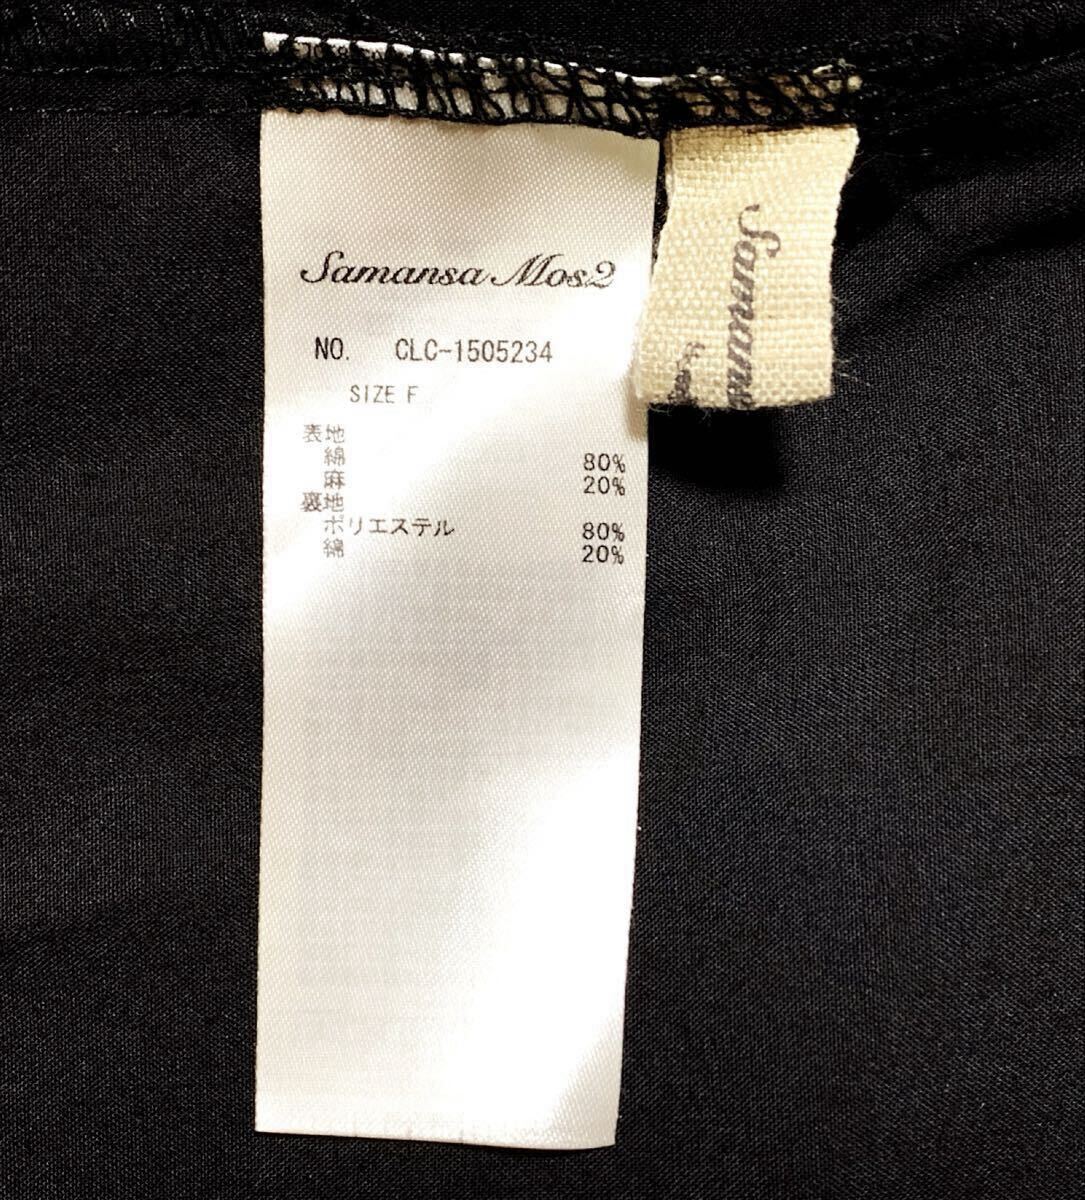 Samansa Mos2
NO. CLC-1505234
SIZE F
表地
綿 80%
麻 20%
裏地
ポリエステル 80%
綿 20%